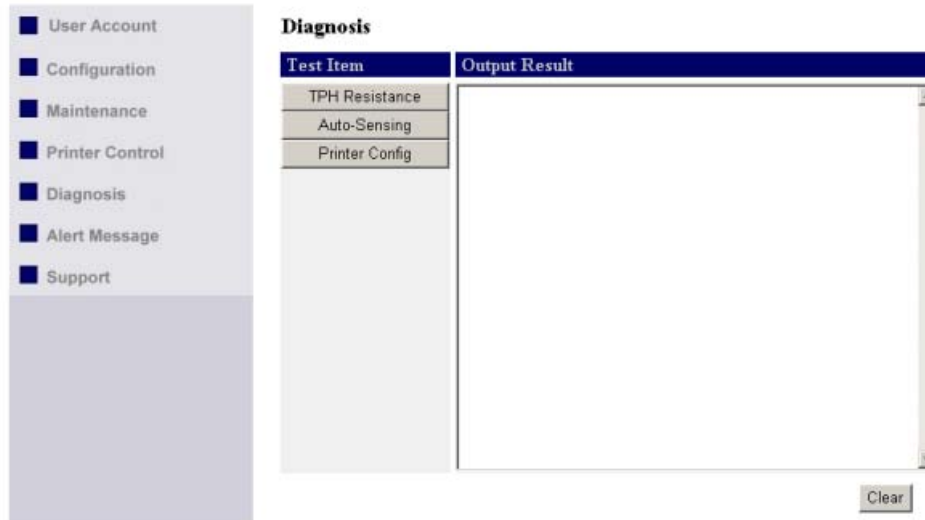 User Account
Configuration
Maintenance
Printer Control
Diagnosis
Alert Message
Support
Diagnosis
Test Item
Output Result
TPH Resistance
Auto-Sensing
Printer Config
Clear